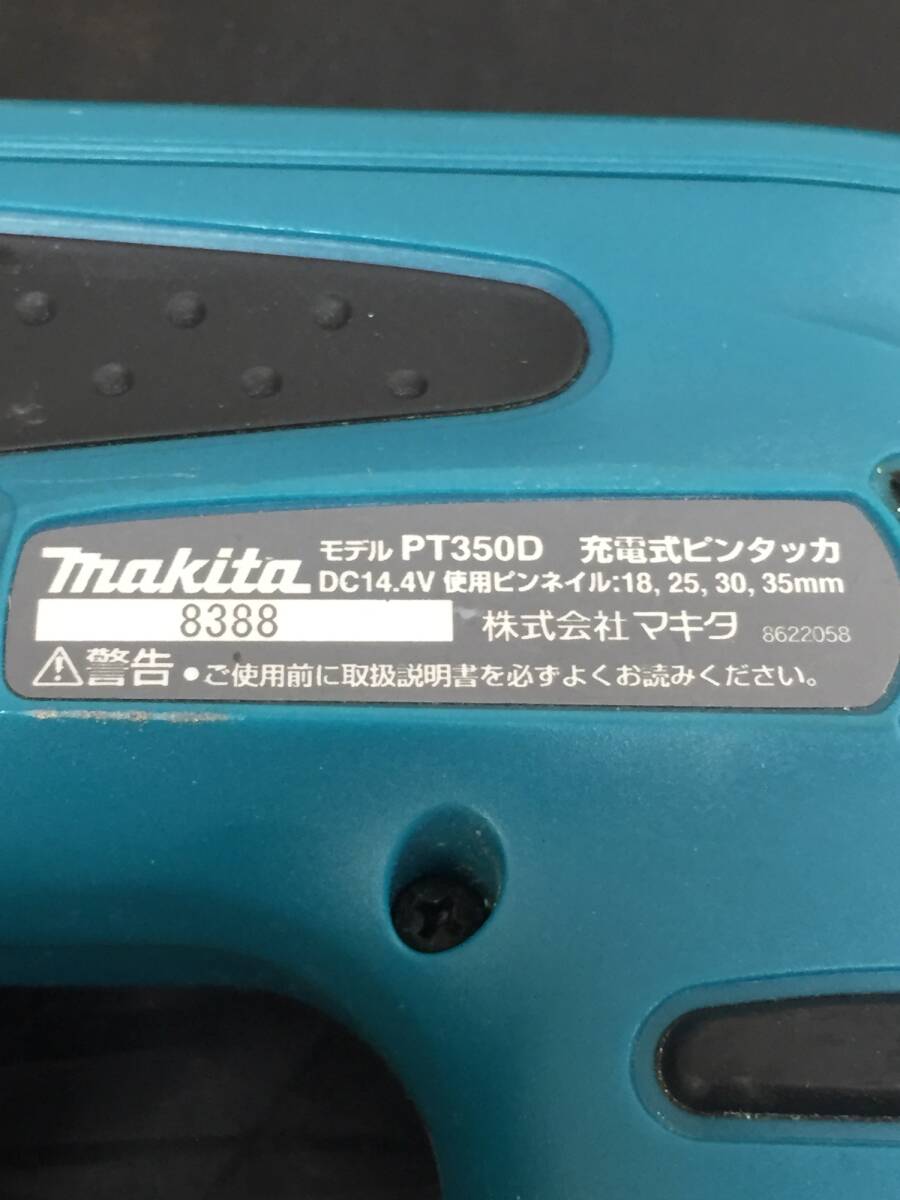 makita モデル PT350D 充電式ピンタッカ
DC14.4V 使用ピンネイル:18, 25, 30, 35mm
8388 株式会社マキタ 8622058
警告 ●ご使用前に取扱説明書を必ずよくお読みください。